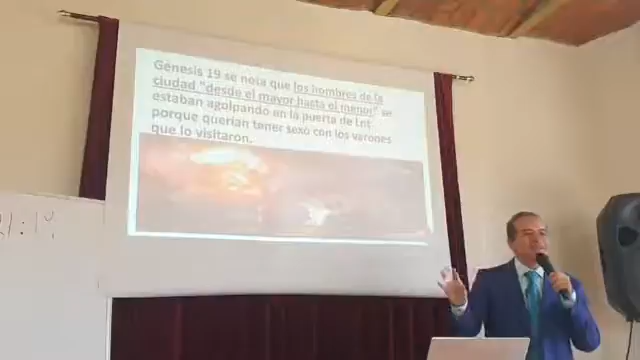 Génesis 19 se nota que los hombres de la
ciudad "desde el mayor hasta el menor" se
estaban agolpando en la puerta de Lot
porque querían tener sexo con los varones
que lo visitaron.